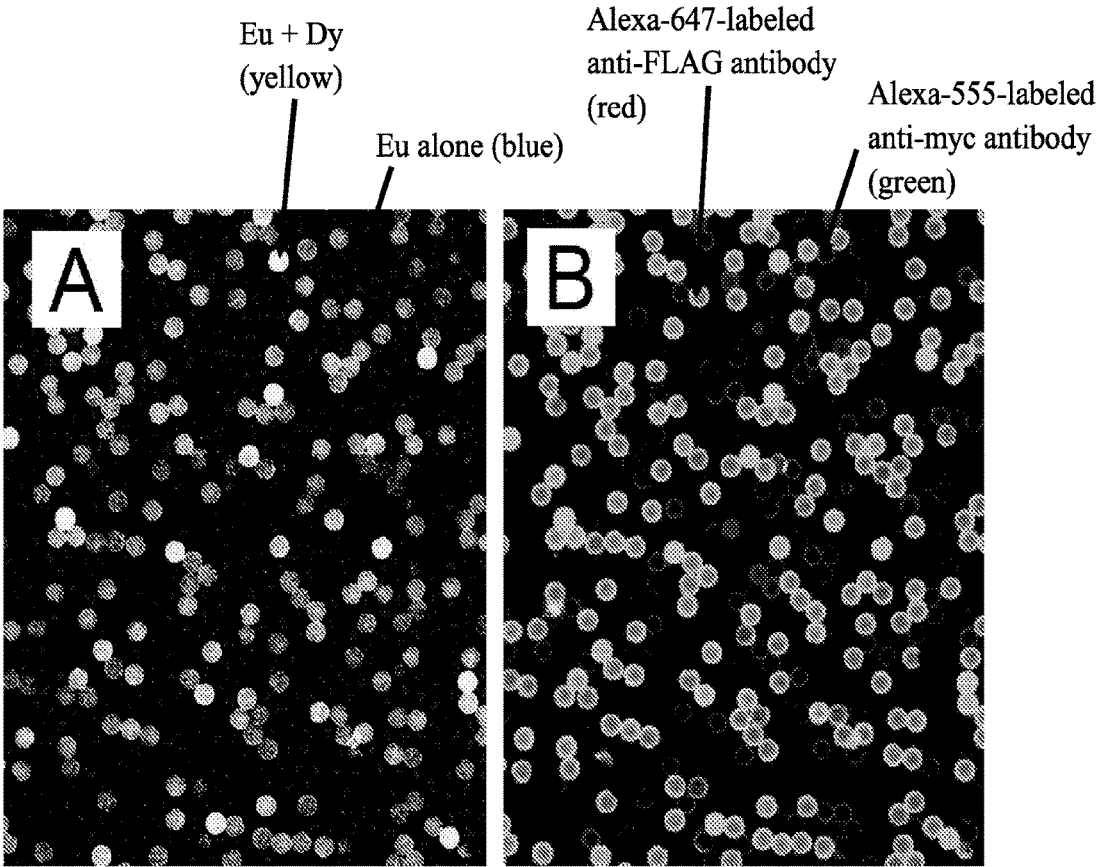 Eu + Dy
(yellow)
Eu alone (blue)
Alexa-647-labeled
anti-FLAG antibody
(red)
Alexa-555-labeled
anti-myc antibody
(green)
A
B